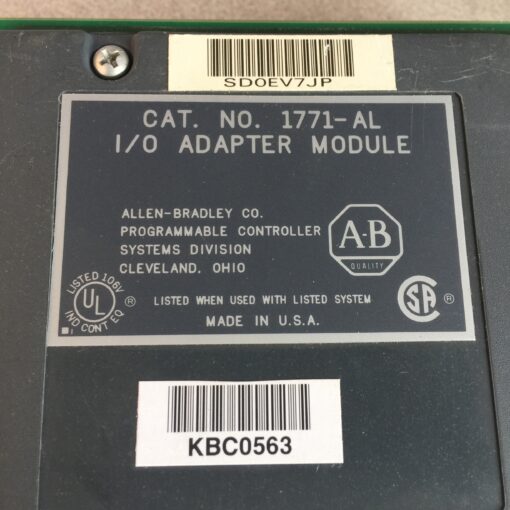 SD0EV7JP
CAT. NO. 1771-AL
I/O ADAPTER MODULE
ALLEN-BRADLEY CO.
PROGRAMMABLE CONTROLLER
SYSTEMS DIVISION
CLEVELAND, OHIO
A-B
QUALITY
LISTED 106V
UL ®
IND CONT EQ
LISTED WHEN USED WITH LISTED SYSTEM
SA ®
MADE IN U.S.A.
KBC0563